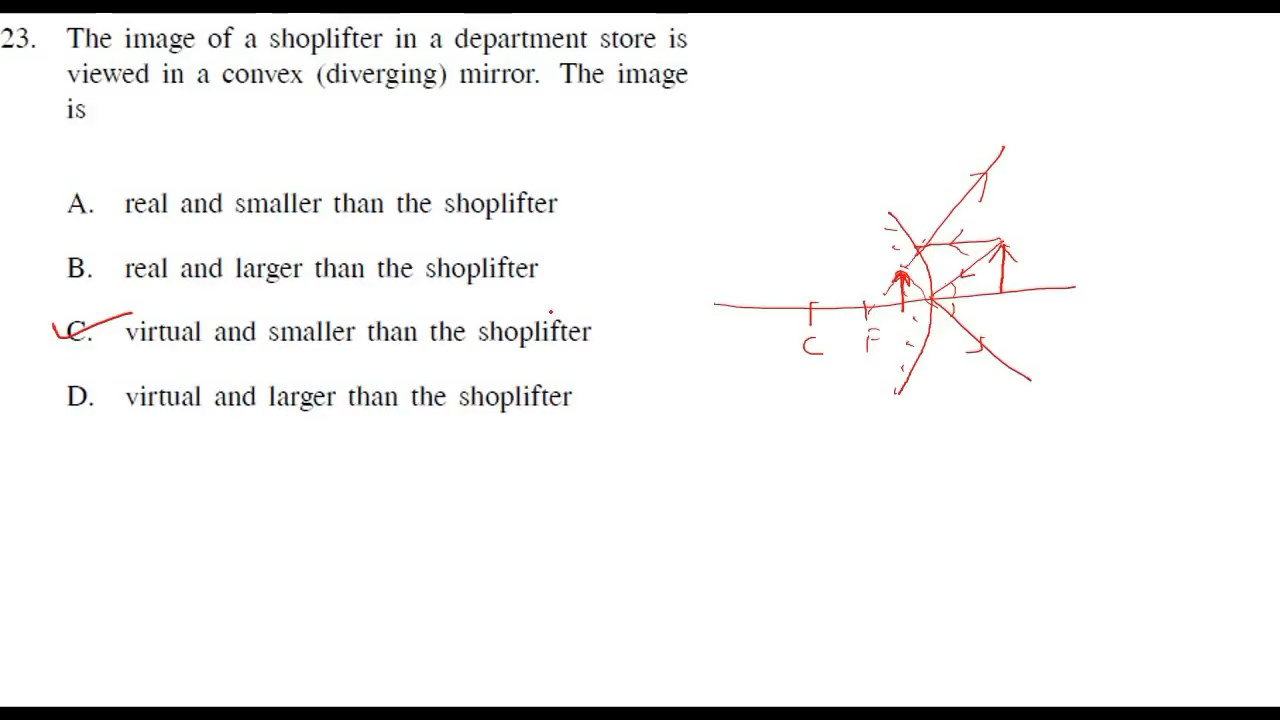 23. The image of a shoplifter in a department store is
viewed in a convex (diverging) mirror. The image
is
A. real and smaller than the shoplifter
B. real and larger than the shoplifter
C. virtual and smaller than the shoplifter
D. virtual and larger than the shoplifter
C F